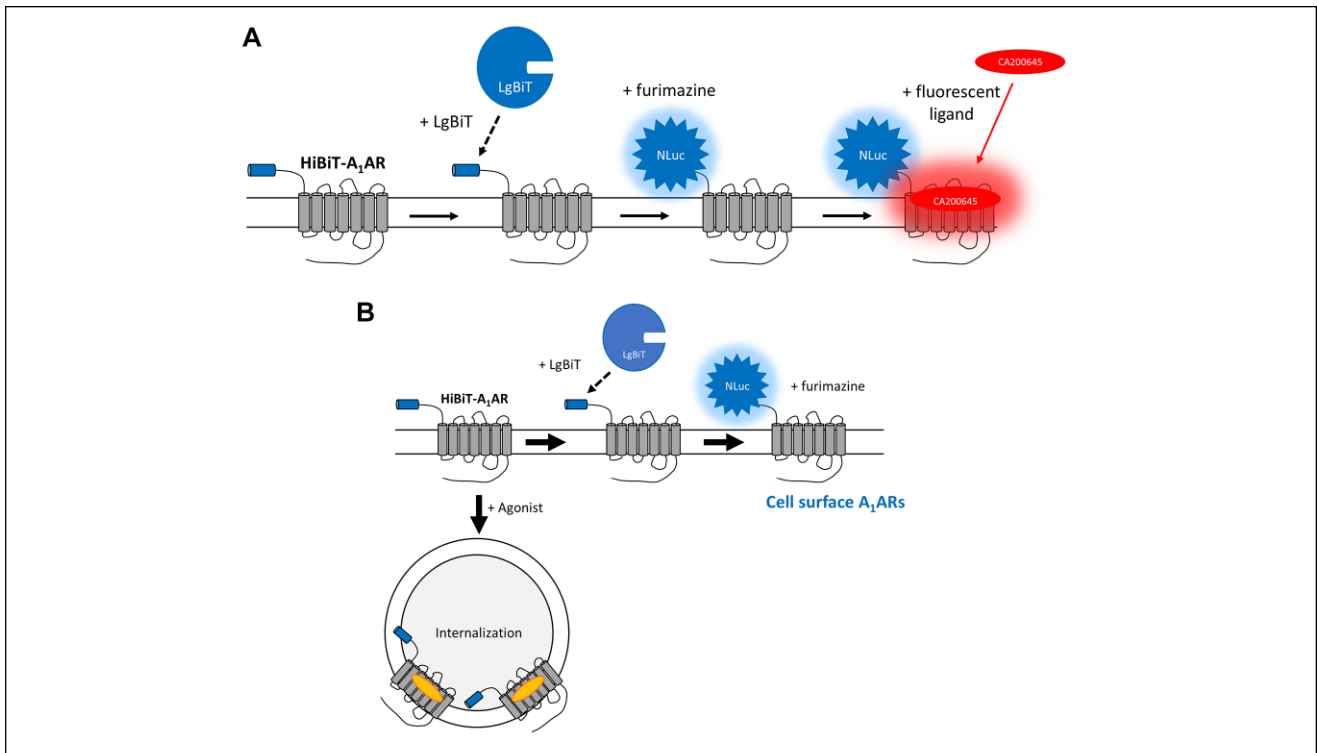 A
CA200645
LgBiT
+ furimazine
+ fluorescent
ligand
+ LgBiT
HiBiT-A₁AR
NLuc
NLuc
CA200645
B
LgBiT
+ LgBiT
NLuc
+ furimazine
HiBiT-A₁AR
Cell surface A₁ARs
+ Agonist
Internalization